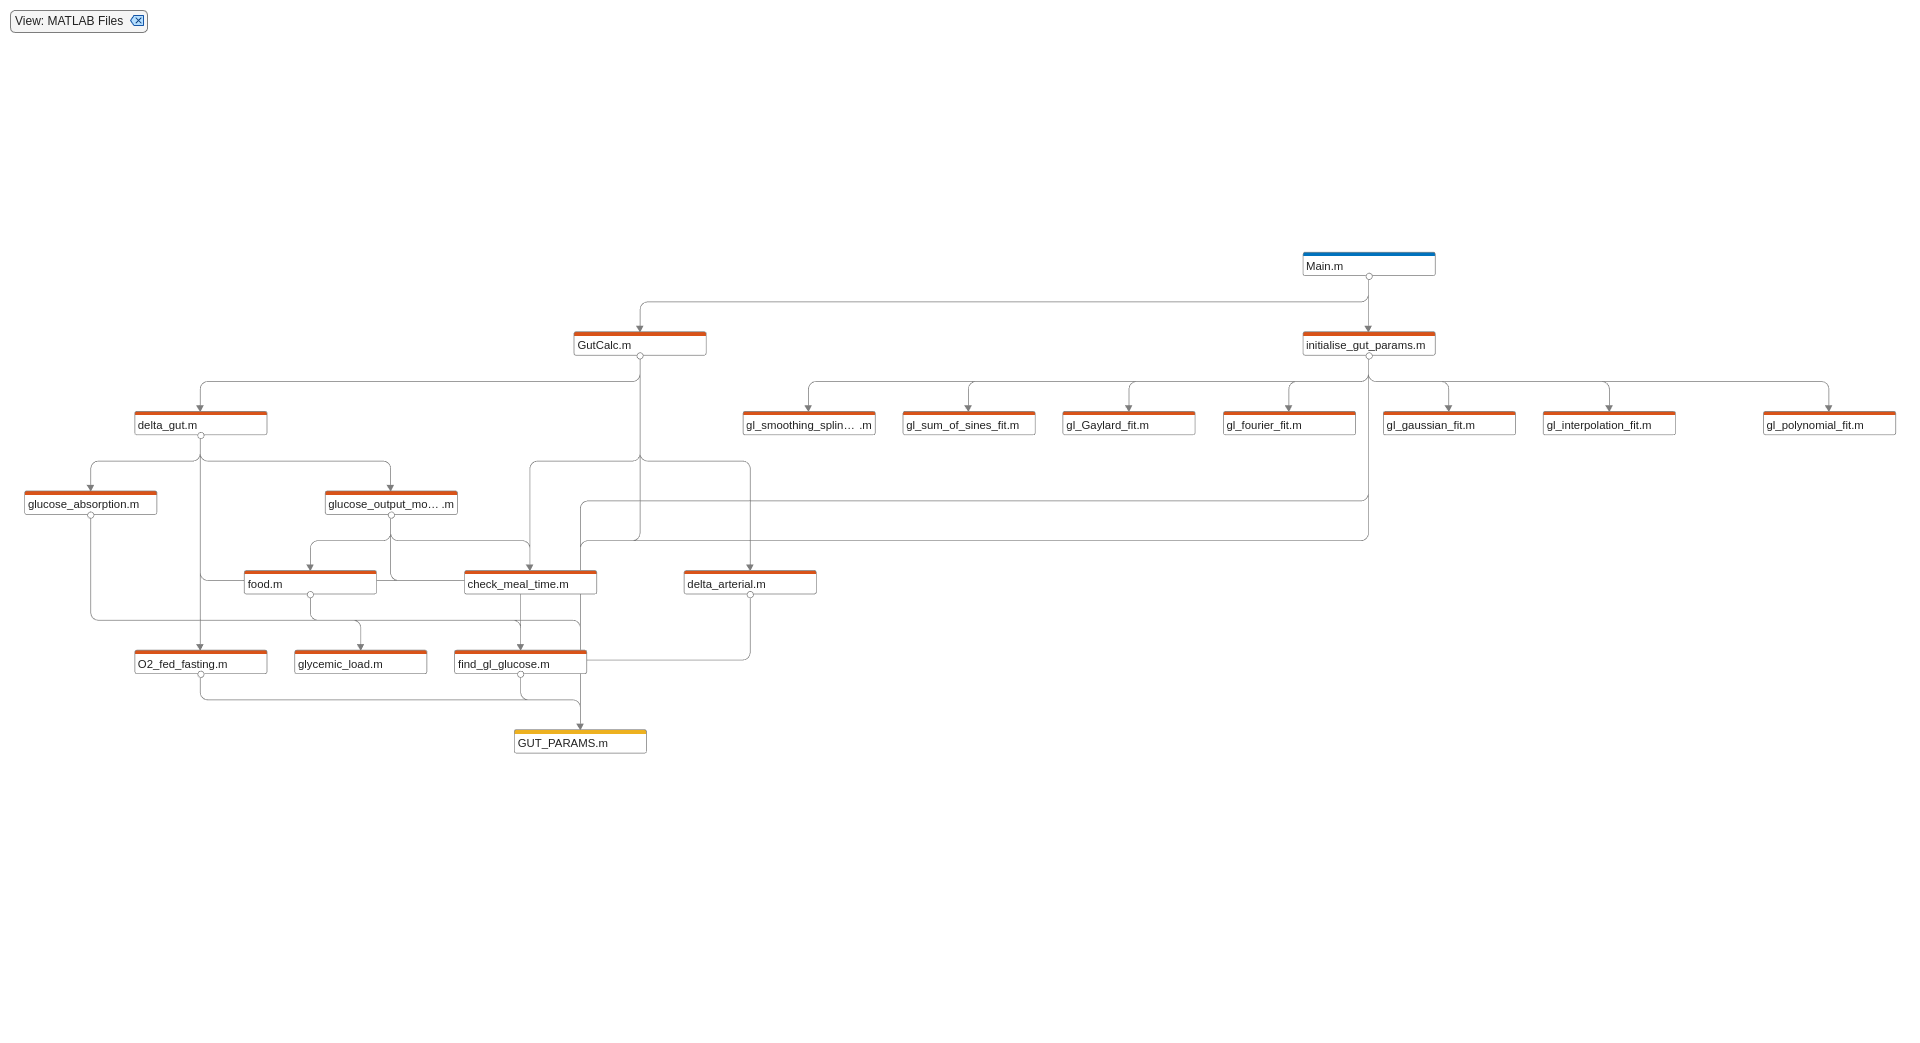 View: MATLAB Files
Main.m
GutCalc.m
initialise_gut_params.m
delta_gut.m
gl_smoothing_splin... .m
gl_sum_of_sines_fit.m
gl_Gaylard_fit.m
gl_fourier_fit.m
gl_gaussian_fit.m
gl_interpolation_fit.m
gl_polynomial_fit.m
glucose_absorption.m
glucose_output_mo... .m
food.m
check_meal_time.m
delta_arterial.m
O2_fed_fasting.m
glycemic_load.m
find_gl_glucose.m
GUT_PARAMS.m